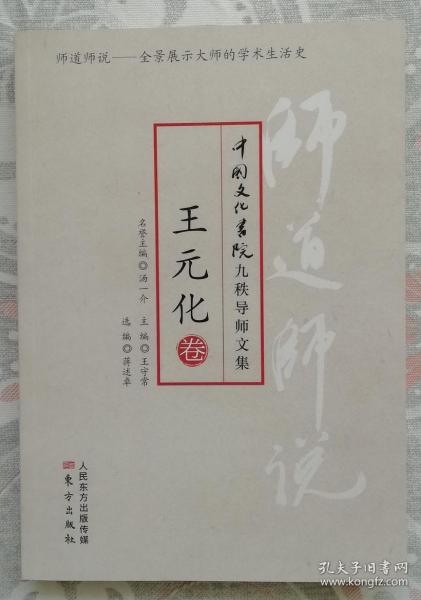 师道师说——全景展示大师的学术生活史
师道师说
中国文化书院九秩导师文集
王元化卷
名誉主编◎汤一介
主编◎王守常
选编◎蒋述卓
人民东方出版传媒
東方出版社
孔夫子旧书网
www.kongfz.com